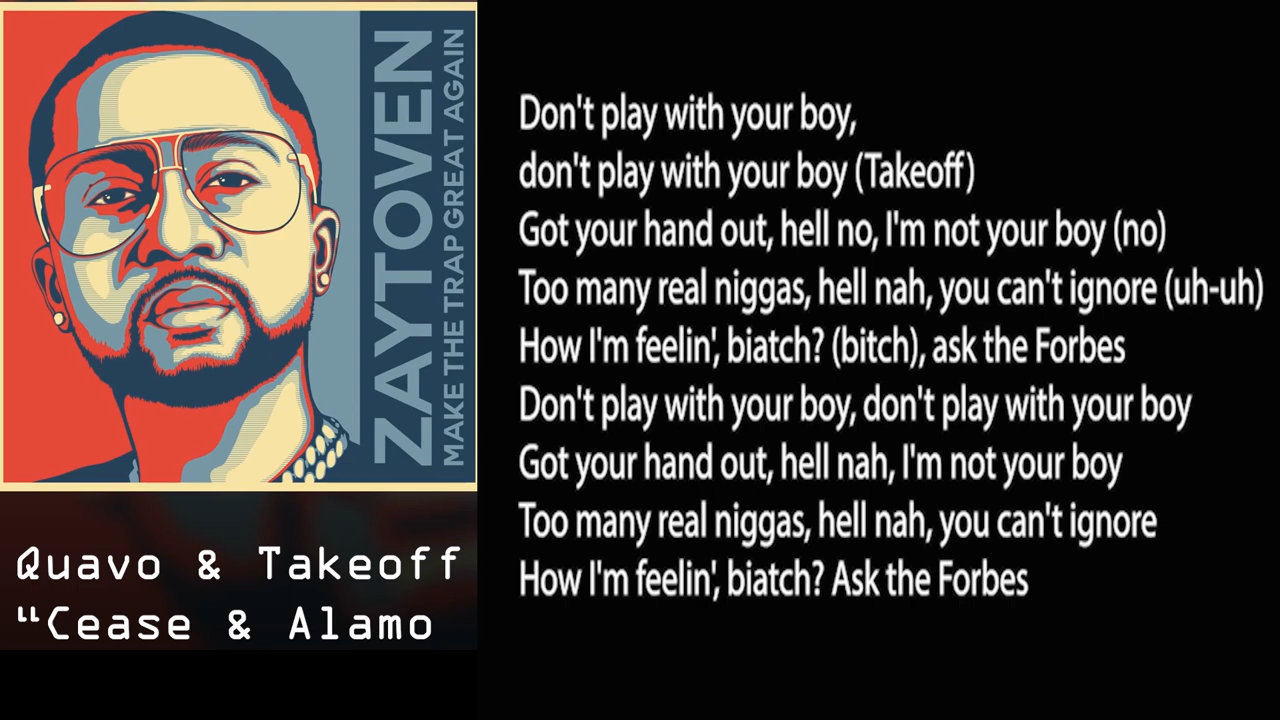 ZAYTOVEN
MAKE THE TRAP GREAT AGAIN
Quavo & Takeoff
“Cease & Alamo
Don't play with your boy,
don't play with your boy (Takeoff)
Got your hand out, hell no, I'm not your boy (no)
Too many real niggas, hell nah, you can't ignore (uh-uh)
How I'm feelin', biatch? (bitch), ask the Forbes
Don't play with your boy, don't play with your boy
Got your hand out, hell nah, I'm not your boy
Too many real niggas, hell nah, you can't ignore
How I'm feelin', biatch? Ask the Forbes